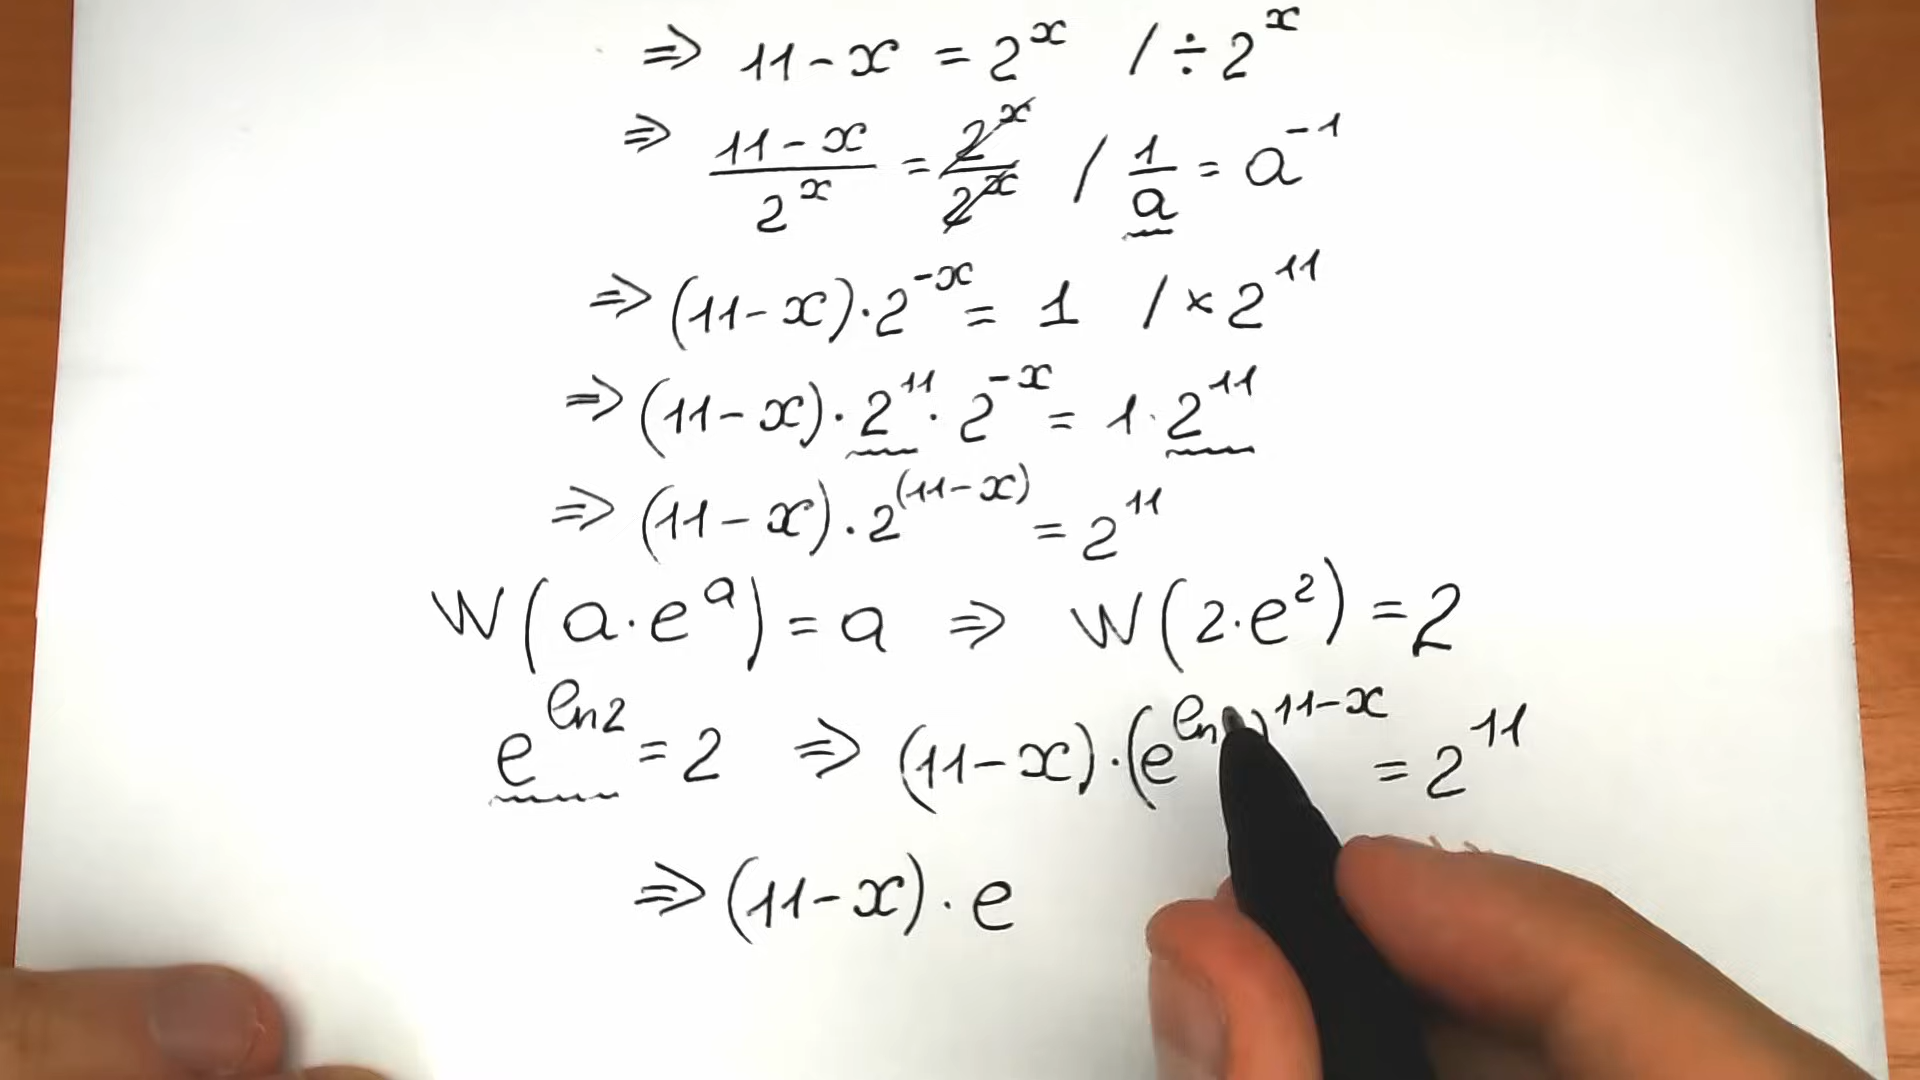 ⇒ 11-x = 2^x / ÷ 2^x
⇒ (11-x)/2^x = 2^x/2^x / 1/a = a^-1
⇒ (11-x)·2^-x = 1 / × 2^11
⇒ (11-x)·2^11·2^-x = 1·2^11
⇒ (11-x)·2^(11-x) = 2^11
W(a·e^a) = a ⇒ W(2·e^2) = 2
e^ln2 = 2 ⇒ (11-x)·(e^ln)^11-x = 2^11
⇒ (11-x)·e